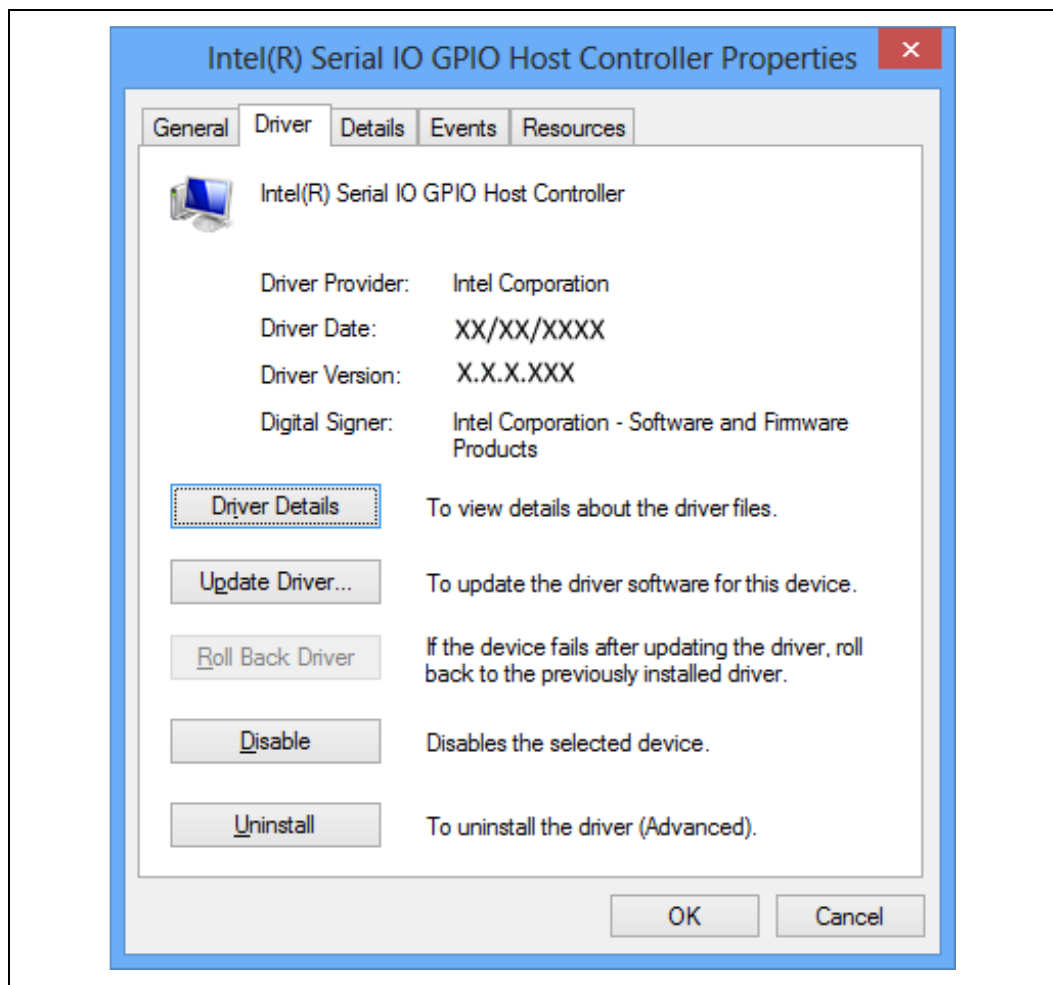 Intel(R) Serial IO GPIO Host Controller Properties
General Driver Details Events Resources
Intel(R) Serial IO GPIO Host Controller
Driver Provider: Intel Corporation
Driver Date: XX/XX/XXXX
Driver Version: X.X.X.XXX
Digital Signer: Intel Corporation - Software and Firmware
Products
Driver Details To view details about the driver files.
Update Driver... To update the driver software for this device.
Roll Back Driver If the device fails after updating the driver, roll
back to the previously installed driver.
Disable Disables the selected device.
Uninstall To uninstall the driver (Advanced).
OK Cancel